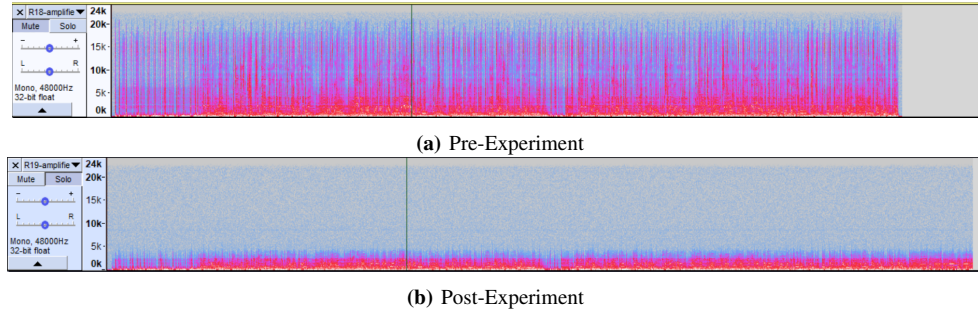 × R18-amplifie▼
Mute Solo
- +
L R
Mono, 48000Hz
32-bit float
▲
24k
20k-
15k-
10k-
5k-
0k
(a) Pre-Experiment
× R19-amplifie▼
Mute Solo
- +
L R
Mono, 48000Hz
32-bit float
▲
24k
20k-
15k-
10k-
5k-
0k
(b) Post-Experiment